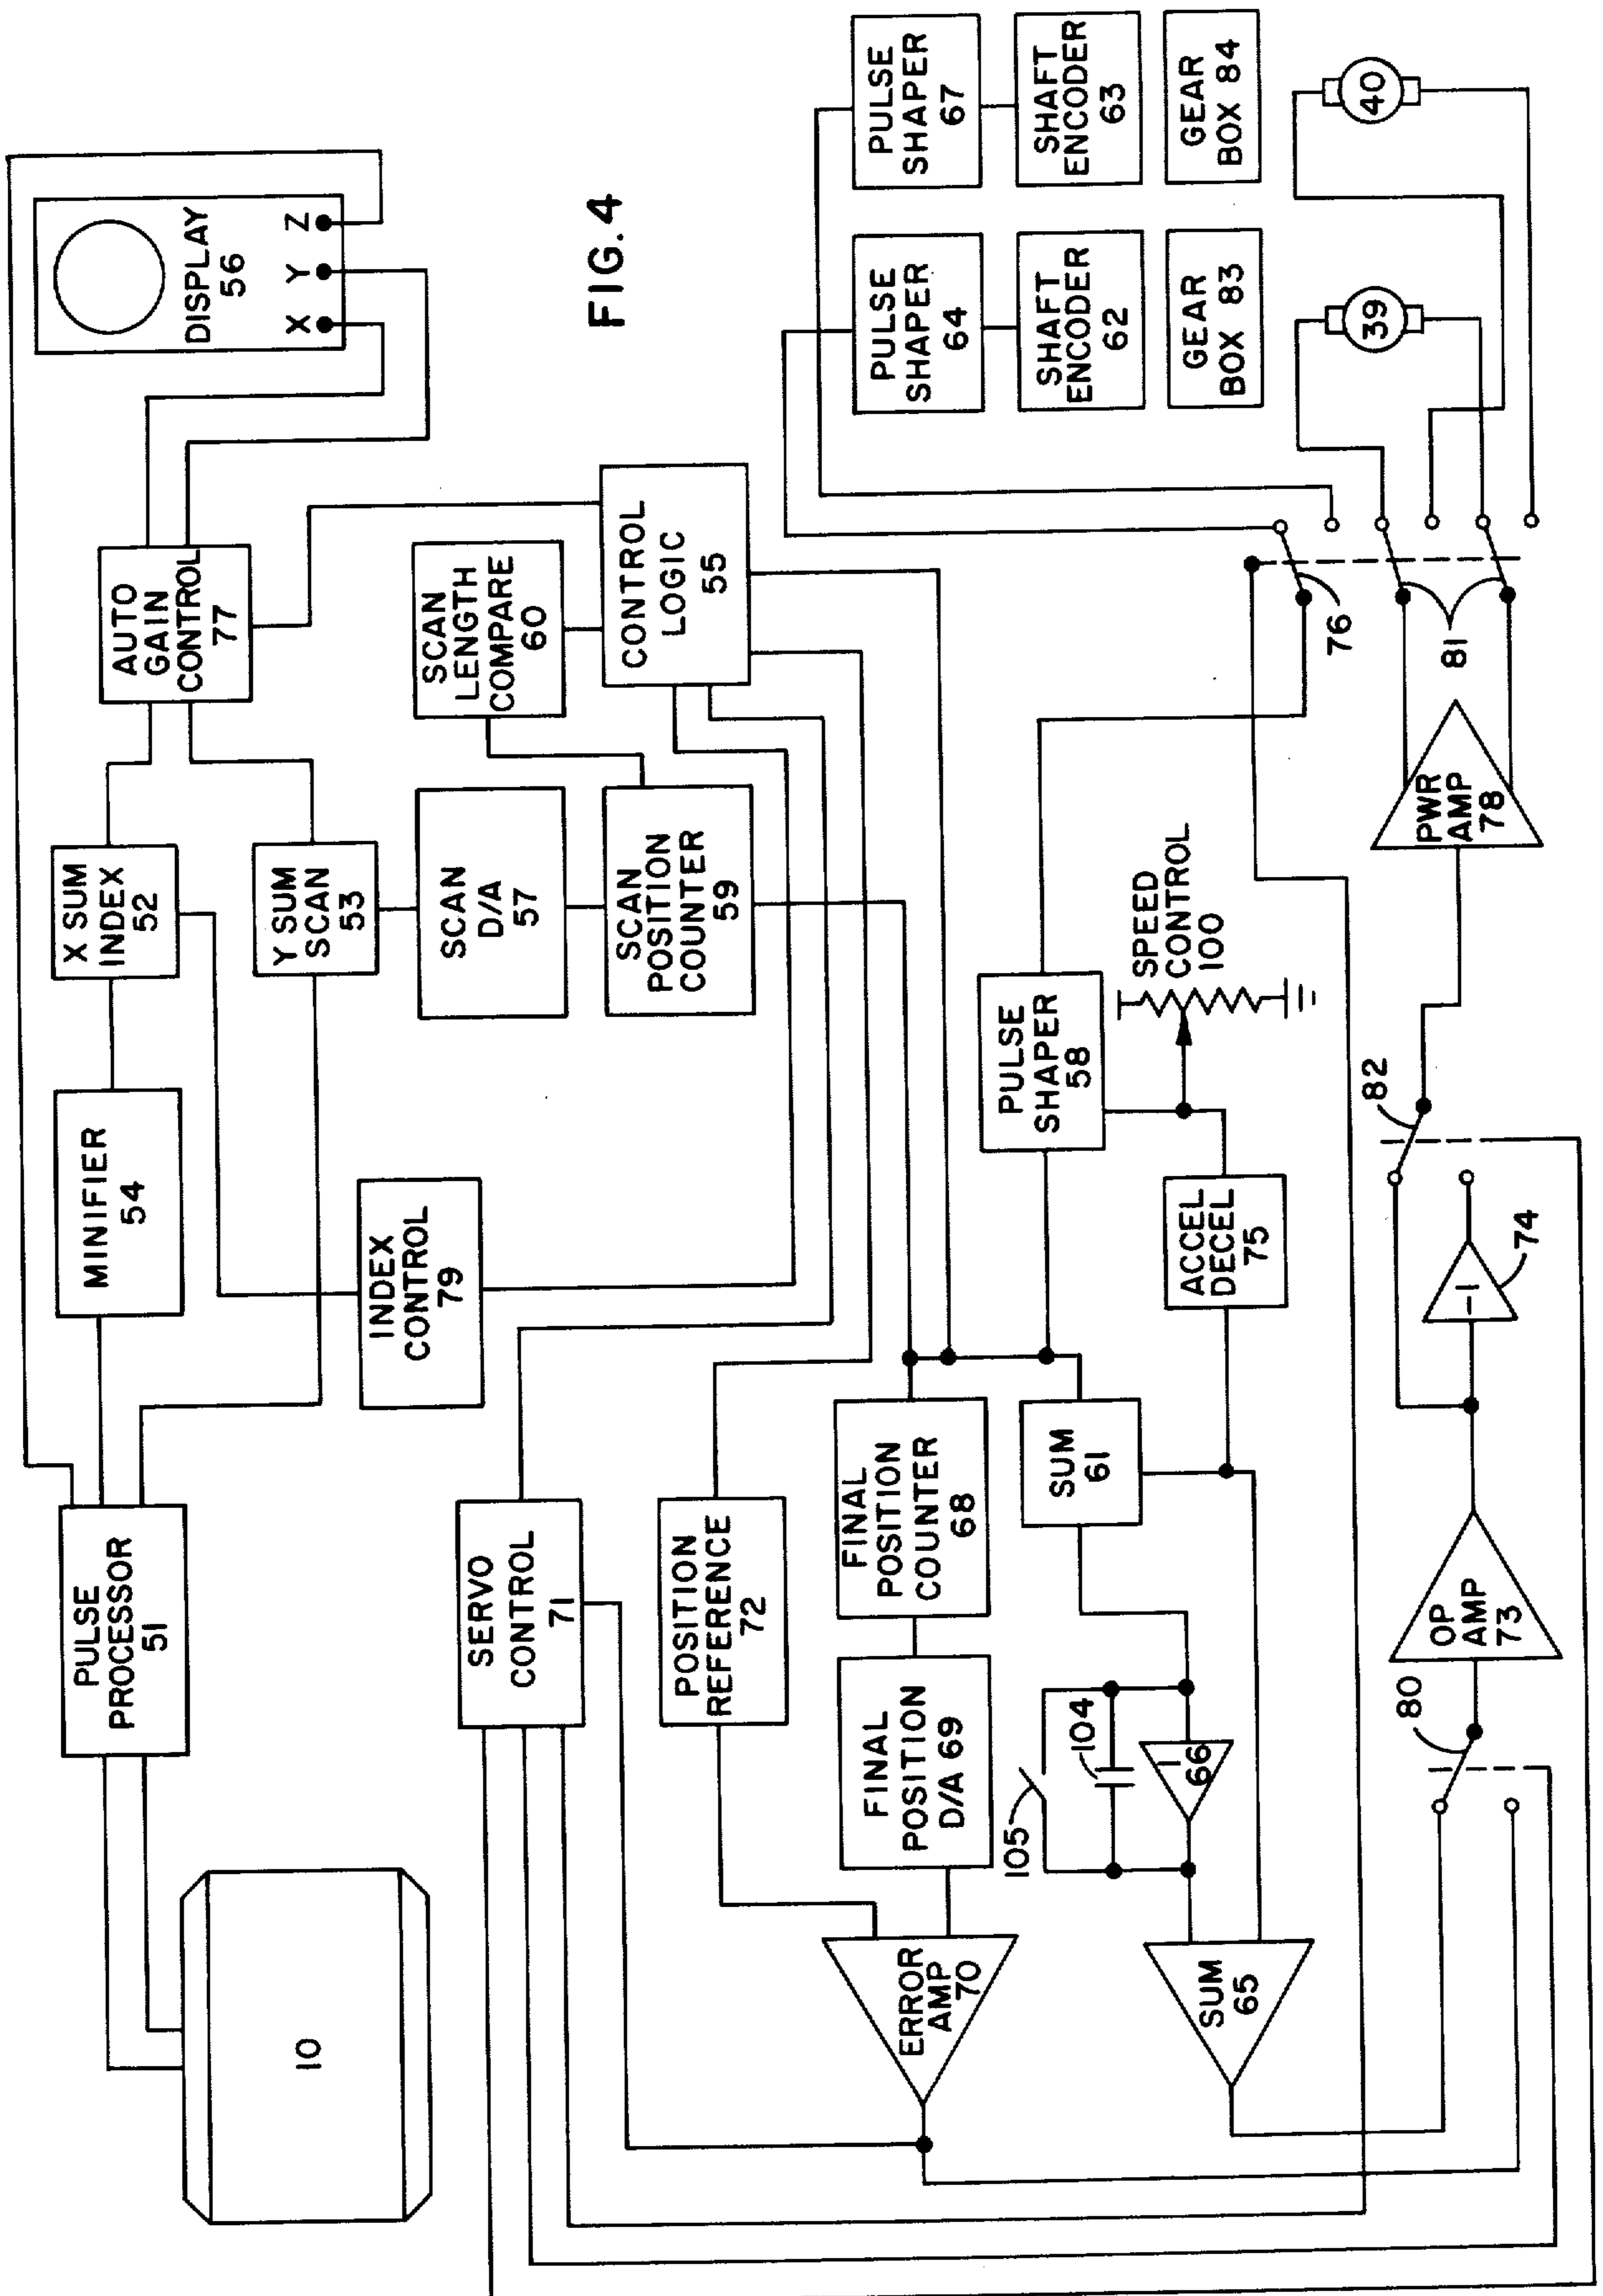 PULSE
PROCESSOR
51
MINIFIER
54
X SUM
INDEX
52
AUTO
GAIN
CONTROL
77
DISPLAY
56
X Y Z
10
Y SUM
SCAN
53
INDEX
CONTROL
79
SCAN
D/A
57
SCAN
LENGTH
COMPARE
60
SERVO
CONTROL
71
SCAN
POSITION
COUNTER
59
CONTROL
LOGIC
55
FIG. 4
POSITION
REFERENCE
72
ERROR
AMP
70
FINAL
POSITION
D/A 69
FINAL
POSITION
COUNTER
68
PULSE
SHAPER
64
PULSE
SHAPER
67
PULSE
SHAPER
58
SHAFT
ENCODER
62
SHAFT
ENCODER
63
105
104
-1
66
SUM
61
SPEED
CONTROL
100
SUM
65
ACCEL
DECEL
75
GEAR
BOX 83
GEAR
BOX 84
76
39
40
80
OP
AMP
73
-1
74
82
PWR
AMP
78
81